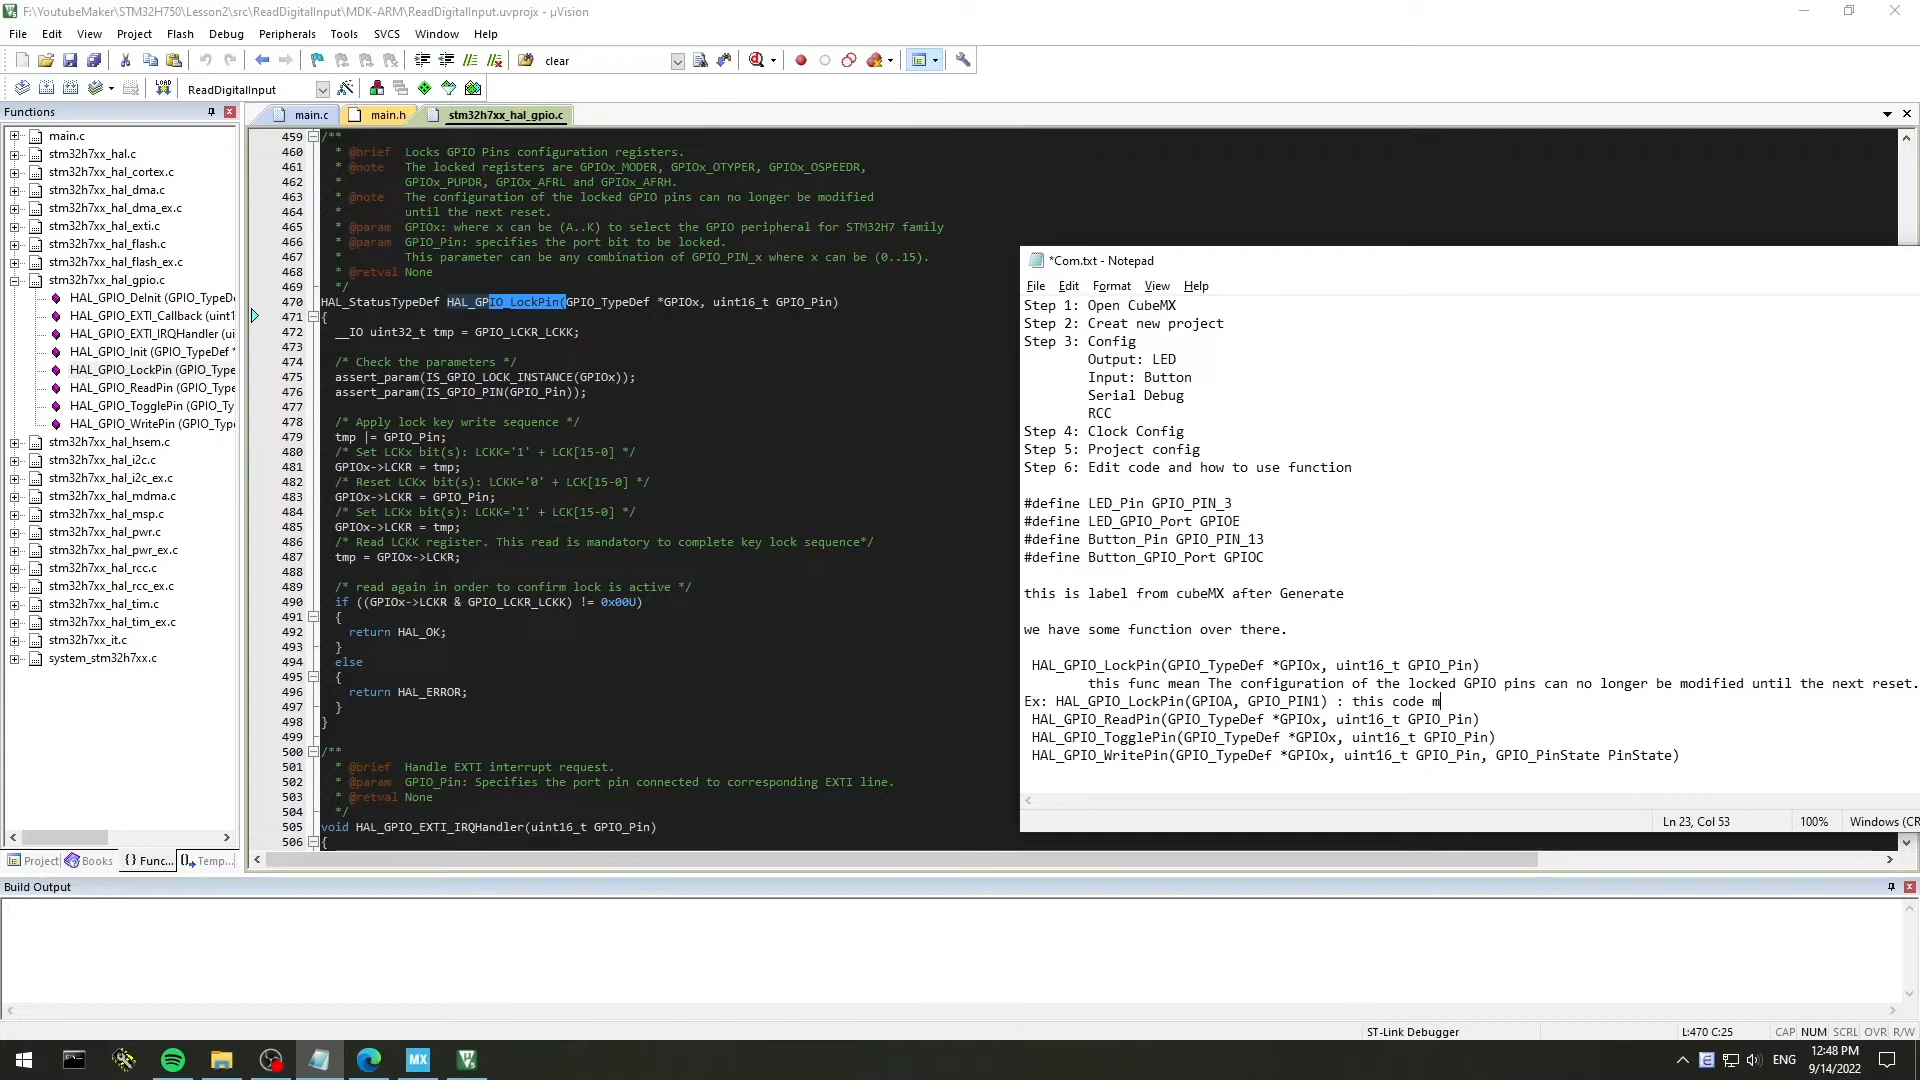 F:\YoutubeMaker\STM32H750\Lesson2\src\ReadDigitalInput\MDK-ARM\ReadDigitalInput.uvprojx - µVision
File Edit View Project Flash Debug Peripherals Tools SVCS Window Help
clear
LOAD
ReadDigitalInput
Functions
main.c main.h stm32h7xx_hal_gpio.c
main.c
stm32h7xx_hal.c
stm32h7xx_hal_cortex.c
stm32h7xx_hal_dma.c
stm32h7xx_hal_dma_ex.c
stm32h7xx_hal_exti.c
stm32h7xx_hal_flash.c
stm32h7xx_hal_flash_ex.c
stm32h7xx_hal_gpio.c
HAL_GPIO_DeInit (GPIO_TypeD
HAL_GPIO_EXTI_Callback (uint1
HAL_GPIO_EXTI_IRQHandler (ui
HAL_GPIO_Init (GPIO_TypeDef *
HAL_GPIO_LockPin (GPIO_Type
HAL_GPIO_ReadPin (GPIO_Type
HAL_GPIO_TogglePin (GPIO_Ty
HAL_GPIO_WritePin (GPIO_Typ
stm32h7xx_hal_hsem.c
stm32h7xx_hal_i2c.c
stm32h7xx_hal_i2c_ex.c
stm32h7xx_hal_mdma.c
stm32h7xx_hal_msp.c
stm32h7xx_hal_pwr.c
stm32h7xx_hal_pwr_ex.c
stm32h7xx_hal_rcc.c
stm32h7xx_hal_rcc_ex.c
stm32h7xx_hal_tim.c
stm32h7xx_hal_tim_ex.c
stm32h7xx_it.c
system_stm32h7xx.c
Project Books {} Func... Temp...
459 /**
460 * @brief Locks GPIO Pins configuration registers.
461 * @note The locked registers are GPIOx_MODER, GPIOx_OTYPER, GPIOx_OSPEEDR,
462 * GPIOx_PUPDR, GPIOx_AFRL and GPIOx_AFRH.
463 * @note The configuration of the locked GPIO pins can no longer be modified
464 * until the next reset.
465 * @param GPIOx: where x can be (A..K) to select the GPIO peripheral for STM32H7 family
466 * @param GPIO_Pin: specifies the port bit to be locked.
467 * This parameter can be any combination of GPIO_PIN_x where x can be (0..15).
468 * @retval None
469 */
470 HAL_StatusTypeDef HAL_GPIO_LockPin(GPIO_TypeDef *GPIOx, uint16_t GPIO_Pin)
471 {
472 __IO uint32_t tmp = GPIO_LCKR_LCKK;
473
474 /* Check the parameters */
475 assert_param(IS_GPIO_LOCK_INSTANCE(GPIOx));
476 assert_param(IS_GPIO_PIN(GPIO_Pin));
477
478 /* Apply lock key write sequence */
479 tmp |= GPIO_Pin;
480 /* Set LCKx bit(s): LCKK='1' + LCK[15-0] */
481 GPIOx->LCKR = tmp;
482 /* Reset LCKx bit(s): LCKK='0' + LCK[15-0] */
483 GPIOx->LCKR = GPIO_Pin;
484 /* Set LCKx bit(s): LCKK='1' + LCK[15-0] */
485 GPIOx->LCKR = tmp;
486 /* Read LCKK register. This read is mandatory to complete key lock sequence*/
487 tmp = GPIOx->LCKR;
488
489 /* read again in order to confirm lock is active */
490 if ((GPIOx->LCKR & GPIO_LCKR_LCKK) != 0x00U)
491 {
492 return HAL_OK;
493 }
494 else
495 {
496 return HAL_ERROR;
497 }
498 }
499
500 /**
501 * @brief Handle EXTI interrupt request.
502 * @param GPIO_Pin: Specifies the port pin connected to corresponding EXTI line.
503 * @retval None
504 */
505 void HAL_GPIO_EXTI_IRQHandler(uint16_t GPIO_Pin)
506 {
*Com.txt - Notepad
File Edit Format View Help
Step 1: Open CubeMX
Step 2: Creat new project
Step 3: Config
Output: LED
Input: Button
Serial Debug
RCC
Step 4: Clock Config
Step 5: Project config
Step 6: Edit code and how to use function
#define LED_Pin GPIO_PIN_3
#define LED_GPIO_Port GPIOE
#define Button_Pin GPIO_PIN_13
#define Button_GPIO_Port GPIOC
this is label from cubeMX after Generate
we have some function over there.
HAL_GPIO_LockPin(GPIO_TypeDef *GPIOx, uint16_t GPIO_Pin)
this func mean The configuration of the locked GPIO pins can no longer be modified until the next reset.
Ex: HAL_GPIO_LockPin(GPIOA, GPIO_PIN1) : this code m
HAL_GPIO_ReadPin(GPIO_TypeDef *GPIOx, uint16_t GPIO_Pin)
HAL_GPIO_TogglePin(GPIO_TypeDef *GPIOx, uint16_t GPIO_Pin)
HAL_GPIO_WritePin(GPIO_TypeDef *GPIOx, uint16_t GPIO_Pin, GPIO_PinState PinState)
Ln 23, Col 53 100% Windows (CR
Build Output
ST-Link Debugger L:470 C:25 CAP NUM SCRL OVR R/W
MX
ENG
12:48 PM
9/14/2022